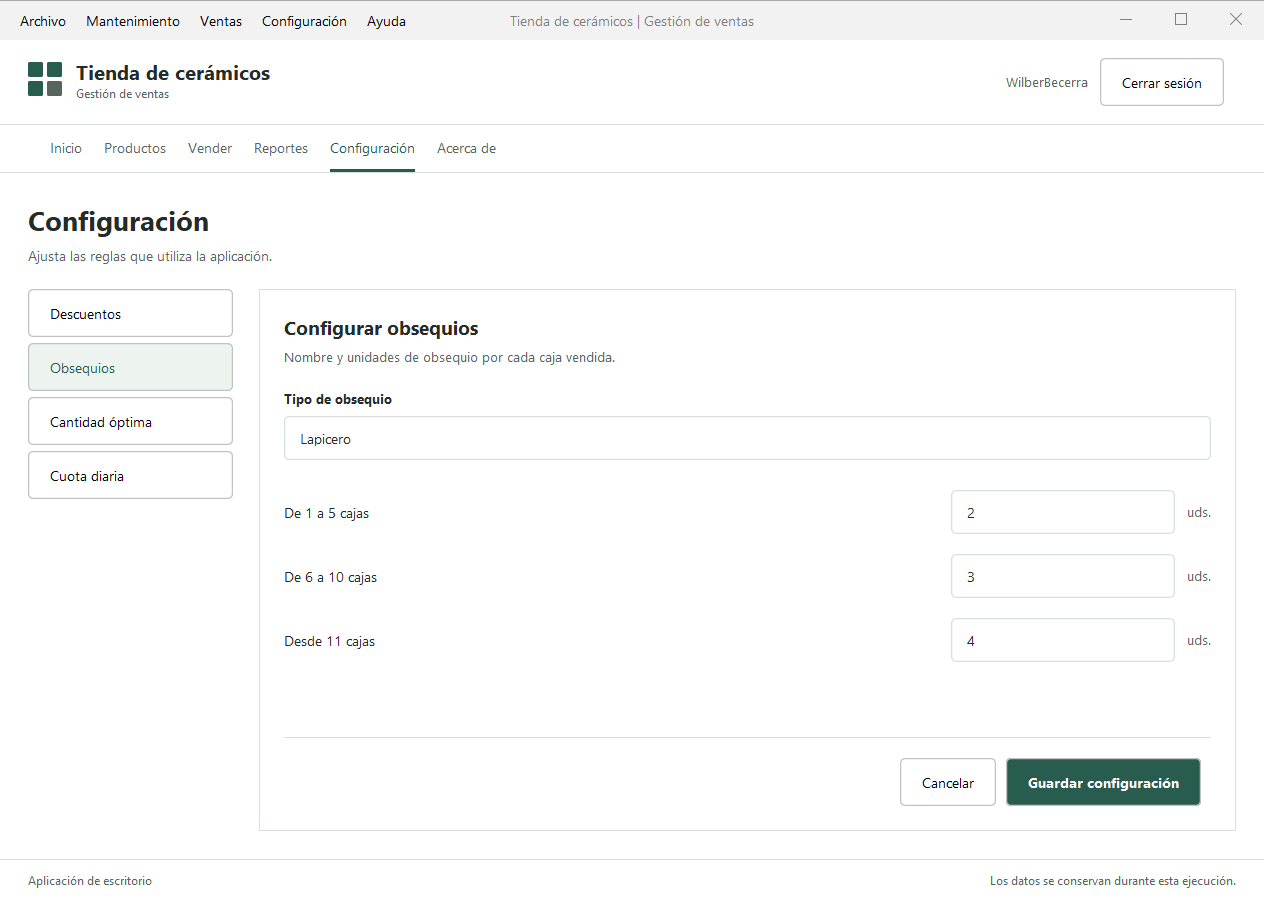 Archivo Mantenimiento Ventas Configuración Ayuda Tienda de cerámicos | Gestión de ventas
Tienda de cerámicos
Gestión de ventas
WilberBecerra
Cerrar sesión
Inicio Productos Vender Reportes Configuración Acerca de
Configuración
Ajusta las reglas que utiliza la aplicación.
Descuentos
Obsequios
Cantidad óptima
Cuota diaria
Configurar obsequios
Nombre y unidades de obsequio por cada caja vendida.
Tipo de obsequio
Lapicero
De 1 a 5 cajas 2 uds.
De 6 a 10 cajas 3 uds.
Desde 11 cajas 4 uds.
Cancelar Guardar configuración
Aplicación de escritorio Los datos se conservan durante esta ejecución.